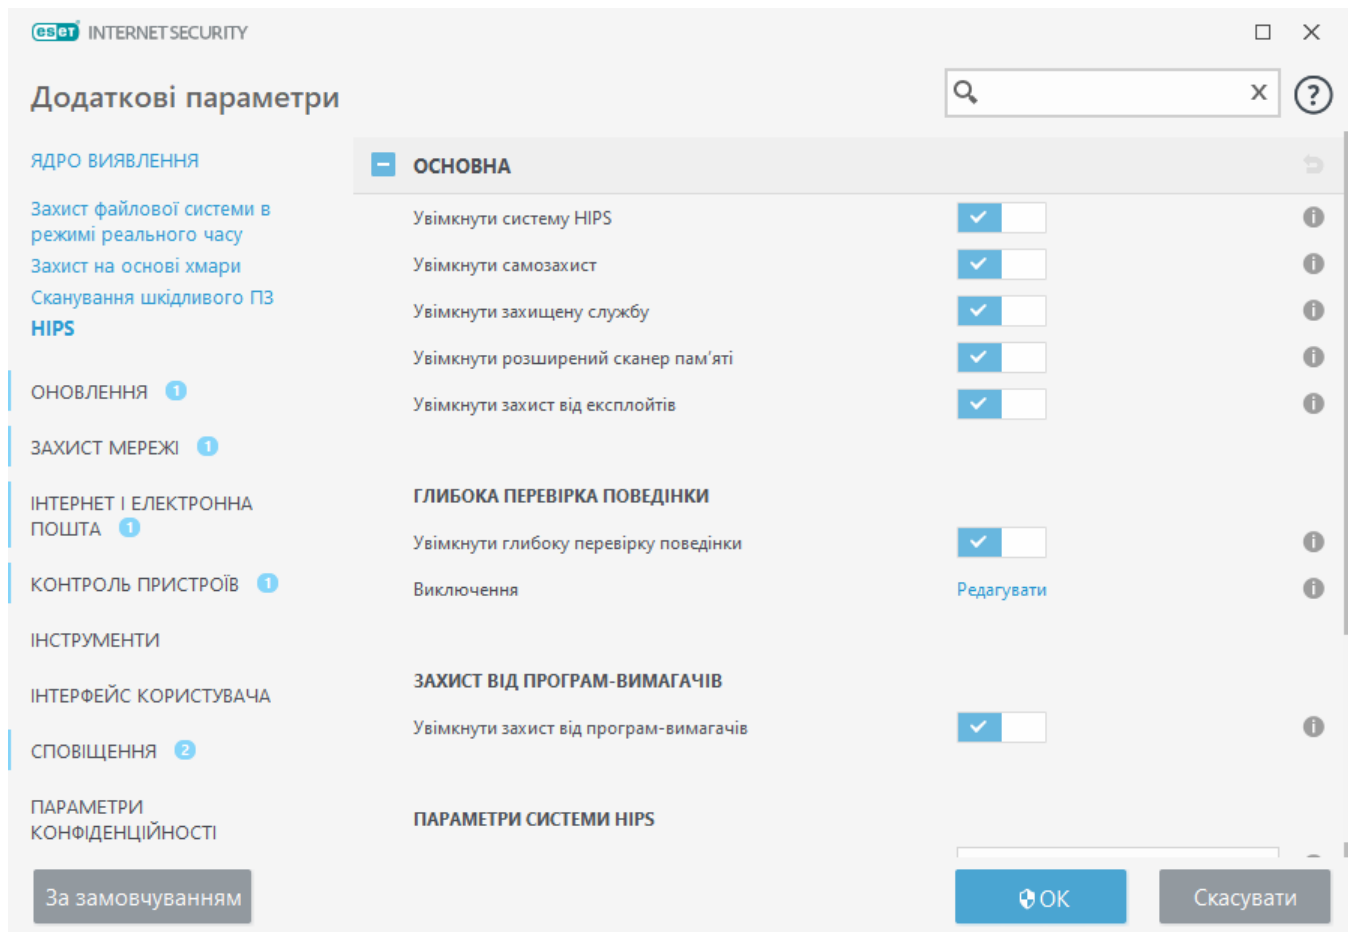 eset INTERNET SECURITY
Додаткові параметри
ЯДРО ВИЯВЛЕННЯ
Захист файлової системи в
режимі реального часу
Захист на основі хмари
Сканування шкідливого ПЗ
HIPS
ОНОВЛЕННЯ 1
ЗАХИСТ МЕРЕЖІ 1
ІНТЕРНЕТ І ЕЛЕКТРОННА
ПОШТА 1
КОНТРОЛЬ ПРИСТРОЇВ 1
ІНСТРУМЕНТИ
ІНТЕРФЕЙС КОРИСТУВАЧА
СПОВІЩЕННЯ 2
ПАРАМЕТРИ
КОНФІДЕНЦІЙНОСТІ
ОСНОВНА
Увімкнути систему HIPS
Увімкнути самозахист
Увімкнути захищену службу
Увімкнути розширений сканер пам'яті
Увімкнути захист від експлойтів
ГЛИБОКА ПЕРЕВІРКА ПОВЕДІНКИ
Увімкнути глибоку перевірку поведінки
Виключення Редагувати
ЗАХИСТ ВІД ПРОГРАМ-ВИМАГАЧІВ
Увімкнути захист від програм-вимагачів
ПАРАМЕТРИ СИСТЕМИ HIPS
За замовчуванням OK Скасувати